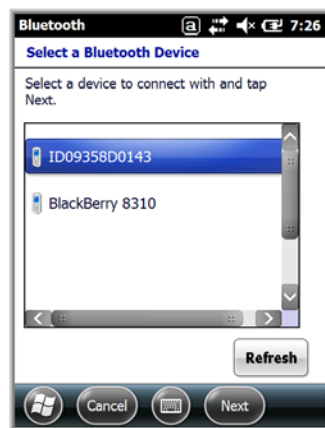 Bluetooth a 7:26
Select a Bluetooth Device
Select a device to connect with and tap
Next.
ID09358D0143
BlackBerry 8310
Refresh
Cancel Next